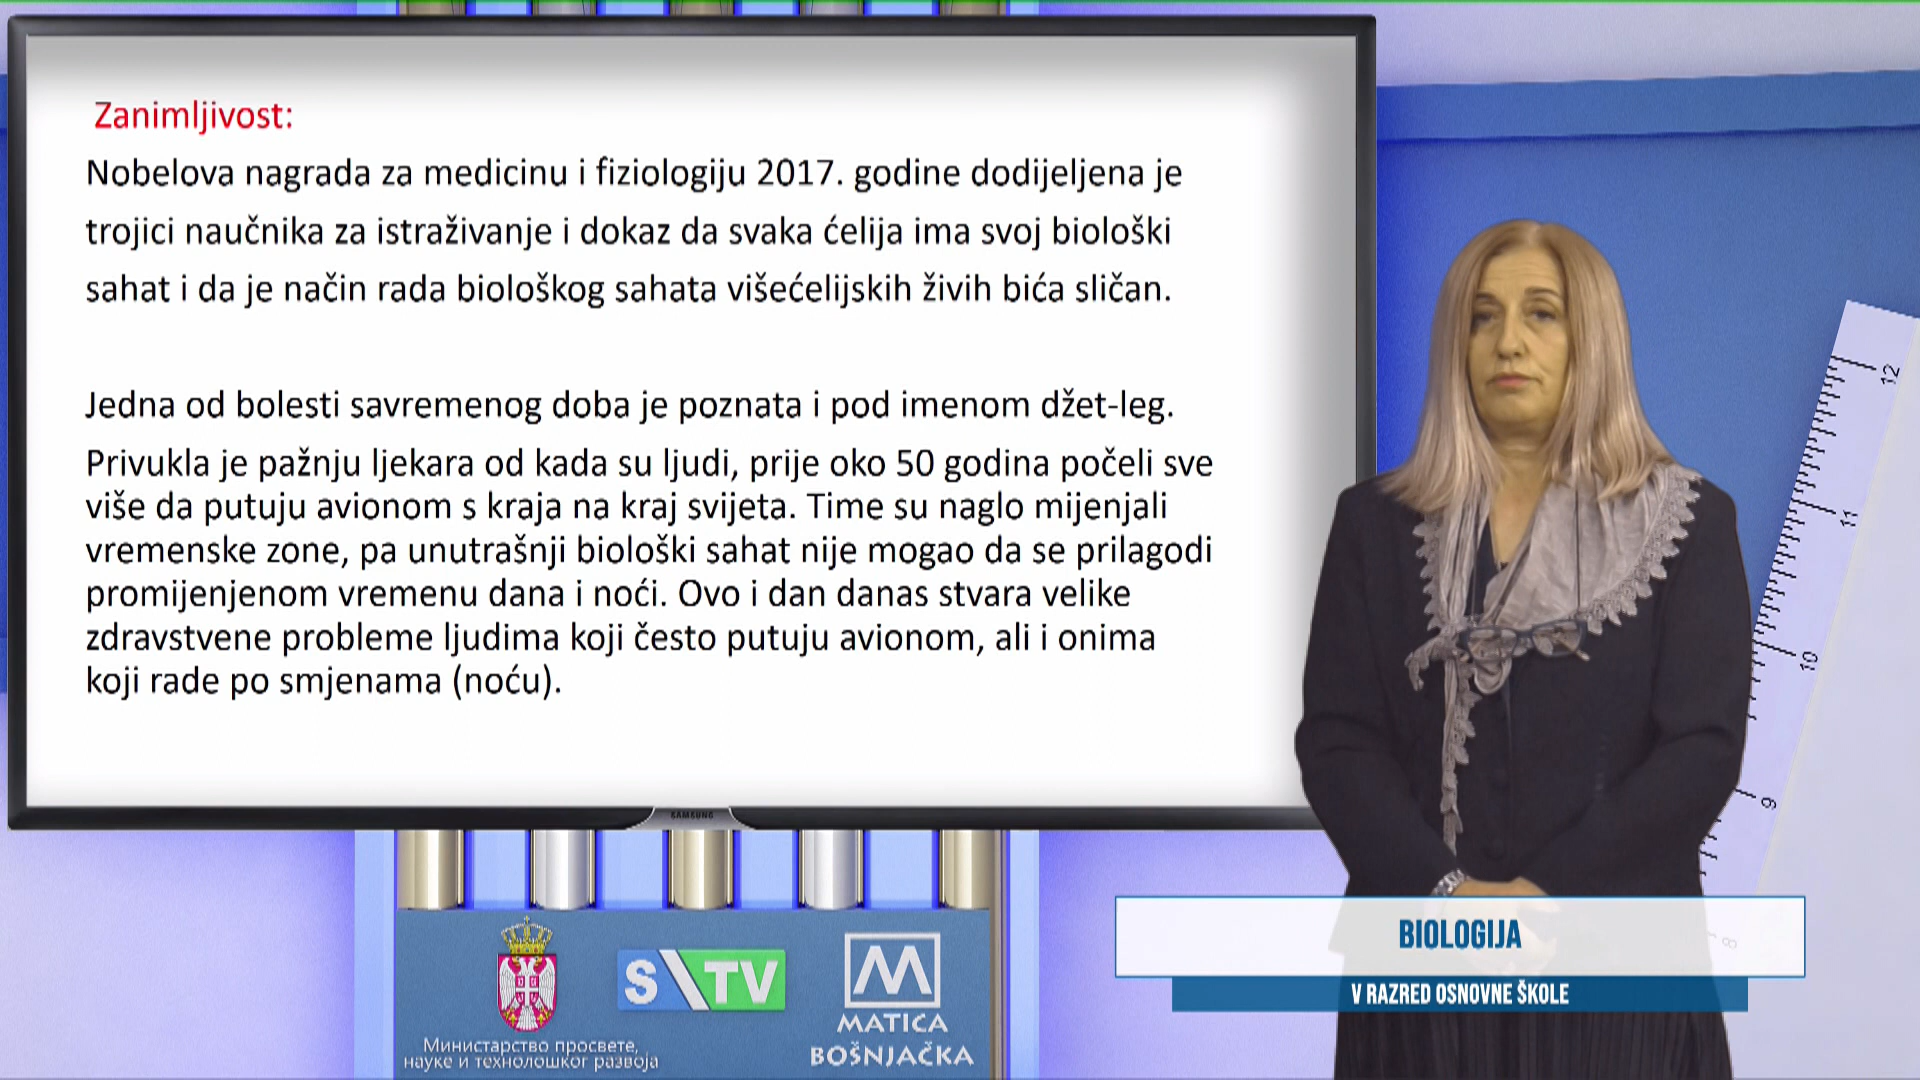 Zanimljivost:
Nobelova nagrada za medicinu i fiziologiju 2017. godine dodijeljena je
trojici naučnika za istraživanje i dokaz da svaka ćelija ima svoj biološki
sahat i da je način rada biološkog sahata višećelijskih živih bića sličan.
Jedna od bolesti savremenog doba je poznata i pod imenom džet-leg.
Privukla je pažnju ljekara od kada su ljudi, prije oko 50 godina počeli sve
više da putuju avionom s kraja na kraj svijeta. Time su naglo mijenjali
vremenske zone, pa unutrašnji biološki sahat nije mogao da se prilagodi
promijenjenom vremenu dana i noći. Ovo i dan danas stvara velike
zdravstvene probleme ljudima koji često putuju avionom, ali i onima
koji rade po smjenama (noću).
SAMSUNG
12
11
10
9
8
BIOLOGIJA
V RAZRED OSNOVNE ŠKOLE
Министарство просвете,
науке и технолошког развоја
S TV
MATICA
BOŠNJAČKA